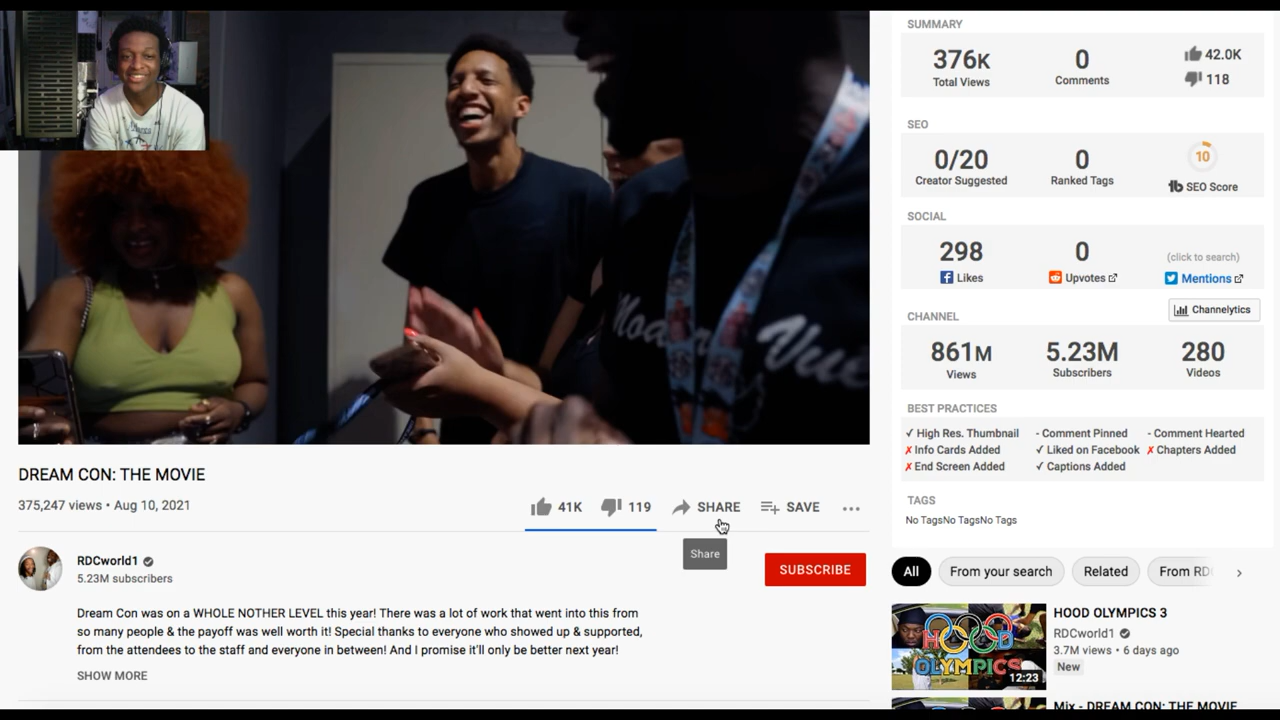 Modern Vice
DREAM CON: THE MOVIE
375,247 views • Aug 10, 2021
41K 119 SHARE SAVE ...
Share
RDCworld1
5.23M subscribers
SUBSCRIBE
Dream Con was on a WHOLE NOTHER LEVEL this year! There was a lot of work that went into this from
so many people & the payoff was well worth it! Special thanks to everyone who showed up & supported,
from the attendees to the staff and everyone in between! And I promise it'll only be better next year!
SHOW MORE
SUMMARY
376K 0 42.0K
Total Views Comments 118
SEO
0/20 0 10
Creator Suggested Ranked Tags tb SEO Score
SOCIAL
298 0 (click to search)
Likes Upvotes Mentions
CHANNEL Channelytics
861M 5.23M 280
Views Subscribers Videos
BEST PRACTICES
✓ High Res. Thumbnail - Comment Pinned - Comment Hearted
✗ Info Cards Added ✓ Liked on Facebook ✗ Chapters Added
✗ End Screen Added ✓ Captions Added
TAGS
No TagsNo TagsNo Tags
All From your search Related From RD
HOOD OLYMPICS 3
RDCworld1
3.7M views • 6 days ago
New
HOOD
OLYMPICS
12:23
Mix - DREAM CON: THE MOVIE